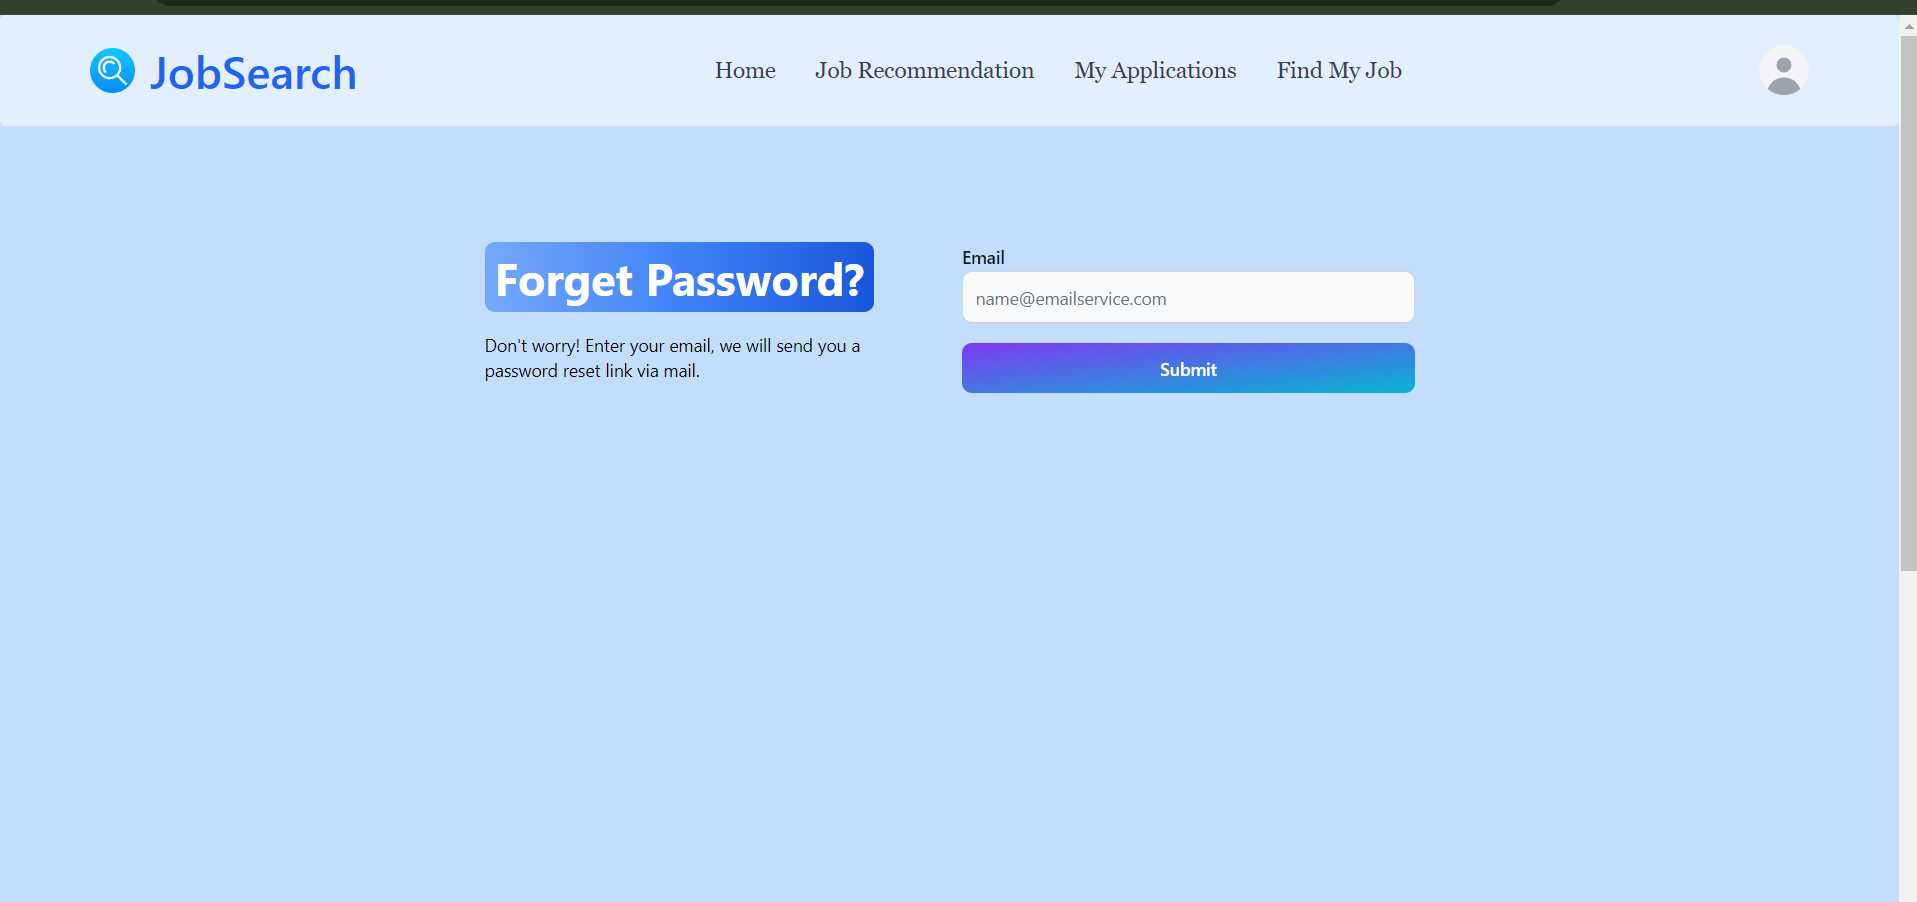 JobSearch
Home Job Recommendation My Applications Find My Job
Forget Password?
Don't worry! Enter your email, we will send you a
password reset link via mail.
Email
name@emailservice.com
Submit